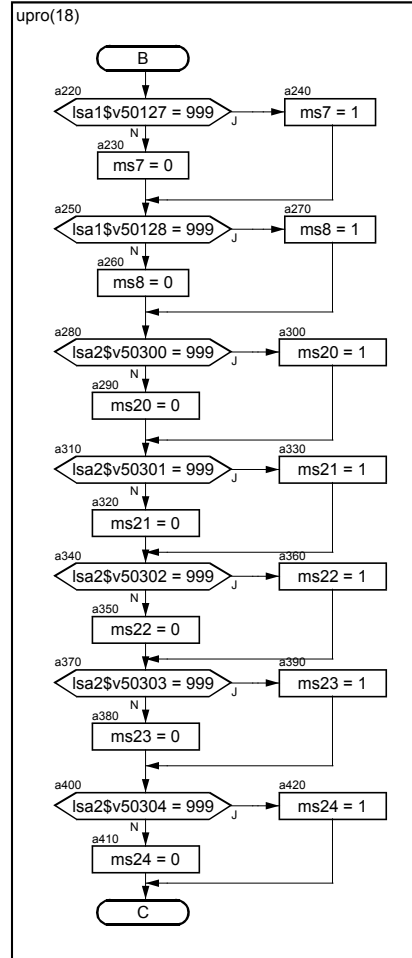 upro(18)
B
a220
lsa1$v50127 = 999
J
a240
ms7 = 1
N
a230
ms7 = 0
a250
lsa1$v50128 = 999
J
a270
ms8 = 1
N
a260
ms8 = 0
a280
lsa2$v50300 = 999
J
a300
ms20 = 1
N
a290
ms20 = 0
a310
lsa2$v50301 = 999
J
a330
ms21 = 1
N
a320
ms21 = 0
a340
lsa2$v50302 = 999
J
a360
ms22 = 1
N
a350
ms22 = 0
a370
lsa2$v50303 = 999
J
a390
ms23 = 1
N
a380
ms23 = 0
a400
lsa2$v50304 = 999
J
a420
ms24 = 1
N
a410
ms24 = 0
C